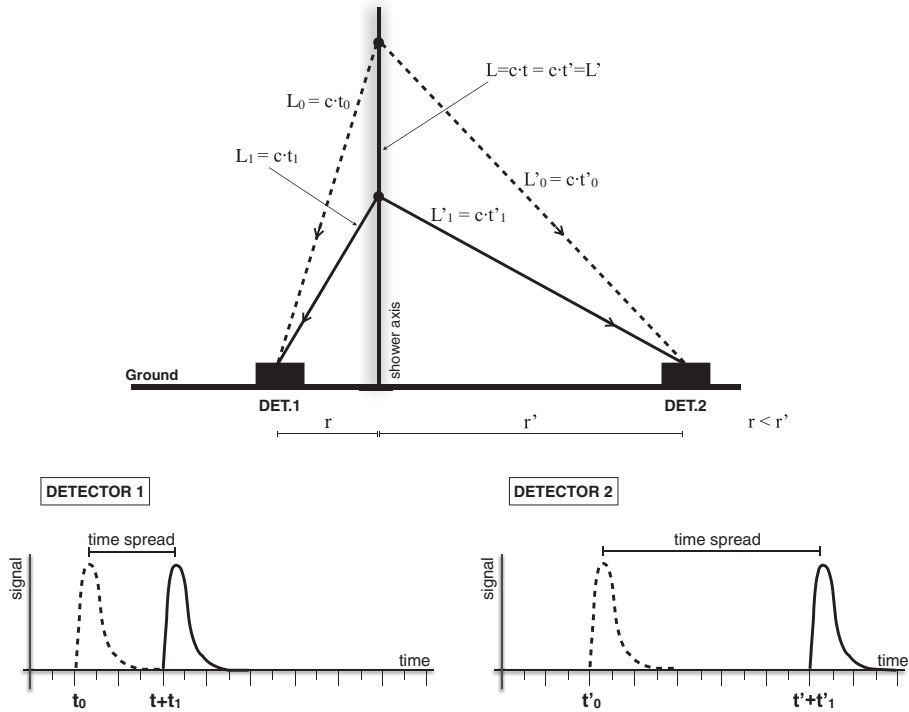 L=c·t = c·t'=L'
L₀ = c·t₀
L₁ = c·t₁
L'₀ = c·t'₀
L'₁ = c·t'₁
shower axis
Ground
DET.1
DET.2
r
r'
r < r'
DETECTOR 1
time spread
signal
time
t₀
t+t₁
DETECTOR 2
time spread
signal
time
t'₀
t'+t'₁